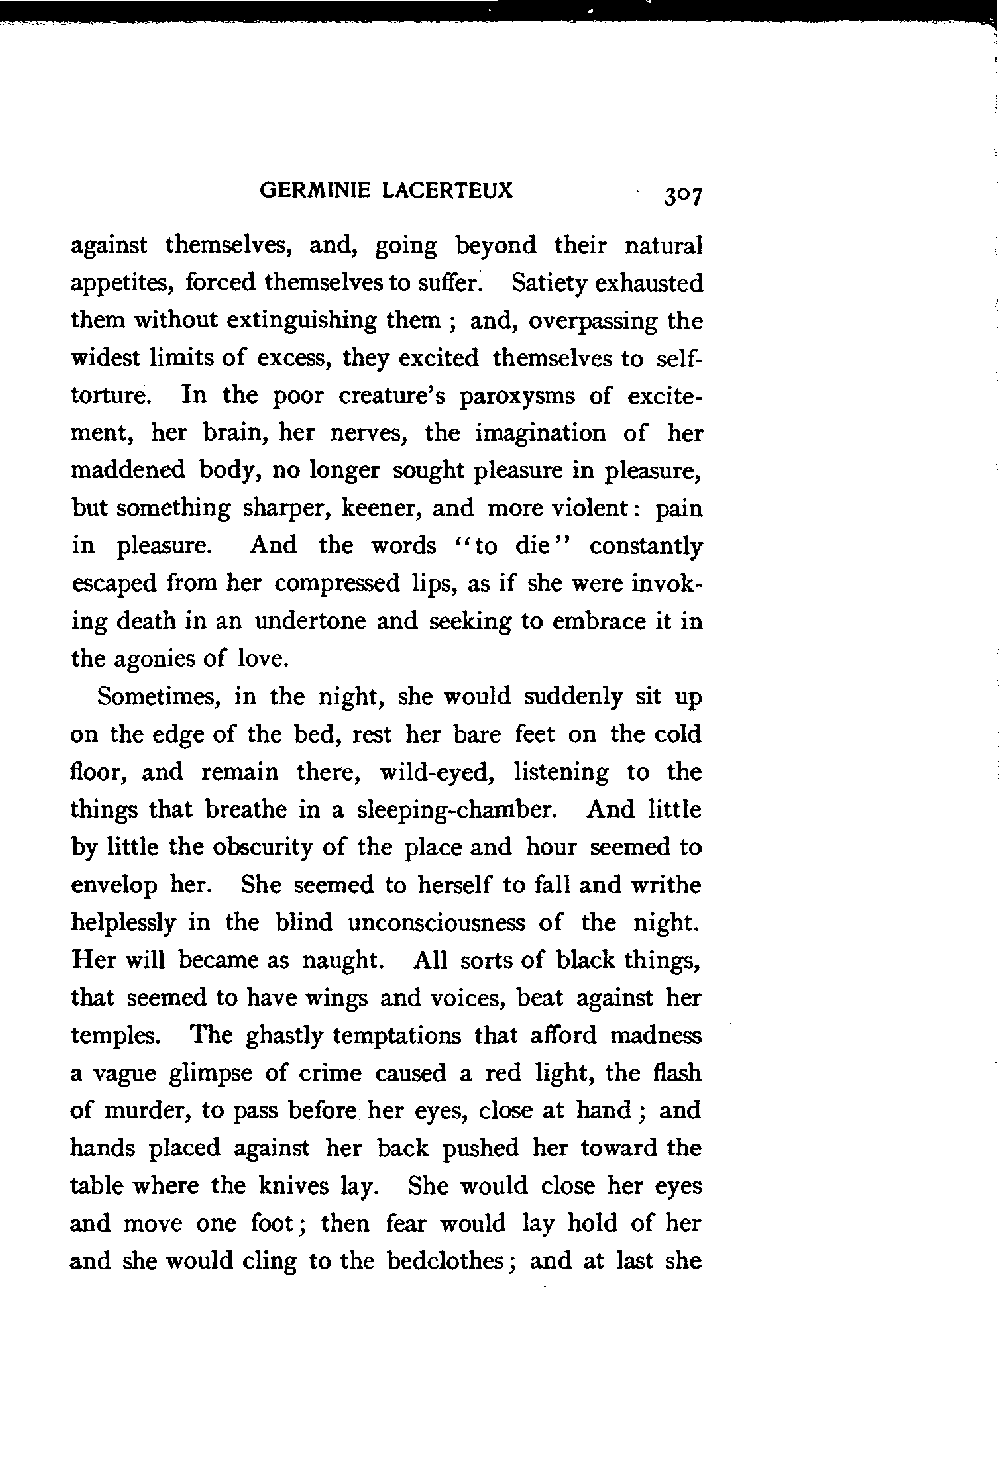 GERMINIE LACERTEUX 307
against themselves, and, going beyond their natural
appetites, forced themselves to suffer. Satiety exhausted
them without extinguishing them ; and, overpassing the
widest limits of excess, they excited themselves to self-
torture. In the poor creature's paroxysms of excite-
ment, her brain, her nerves, the imagination of her
maddened body, no longer sought pleasure in pleasure,
but something sharper, keener, and more violent : pain
in pleasure. And the words "to die" constantly
escaped from her compressed lips, as if she were invok-
ing death in an undertone and seeking to embrace it in
the agonies of love.
Sometimes, in the night, she would suddenly sit up
on the edge of the bed, rest her bare feet on the cold
floor, and remain there, wild-eyed, listening to the
things that breathe in a sleeping-chamber. And little
by little the obscurity of the place and hour seemed to
envelop her. She seemed to herself to fall and writhe
helplessly in the blind unconsciousness of the night.
Her will became as naught. All sorts of black things,
that seemed to have wings and voices, beat against her
temples. The ghastly temptations that afford madness
a vague glimpse of crime caused a red light, the flash
of murder, to pass before her eyes, close at hand ; and
hands placed against her back pushed her toward the
table where the knives lay. She would close her eyes
and move one foot ; then fear would lay hold of her
and she would cling to the bedclothes ; and at last she